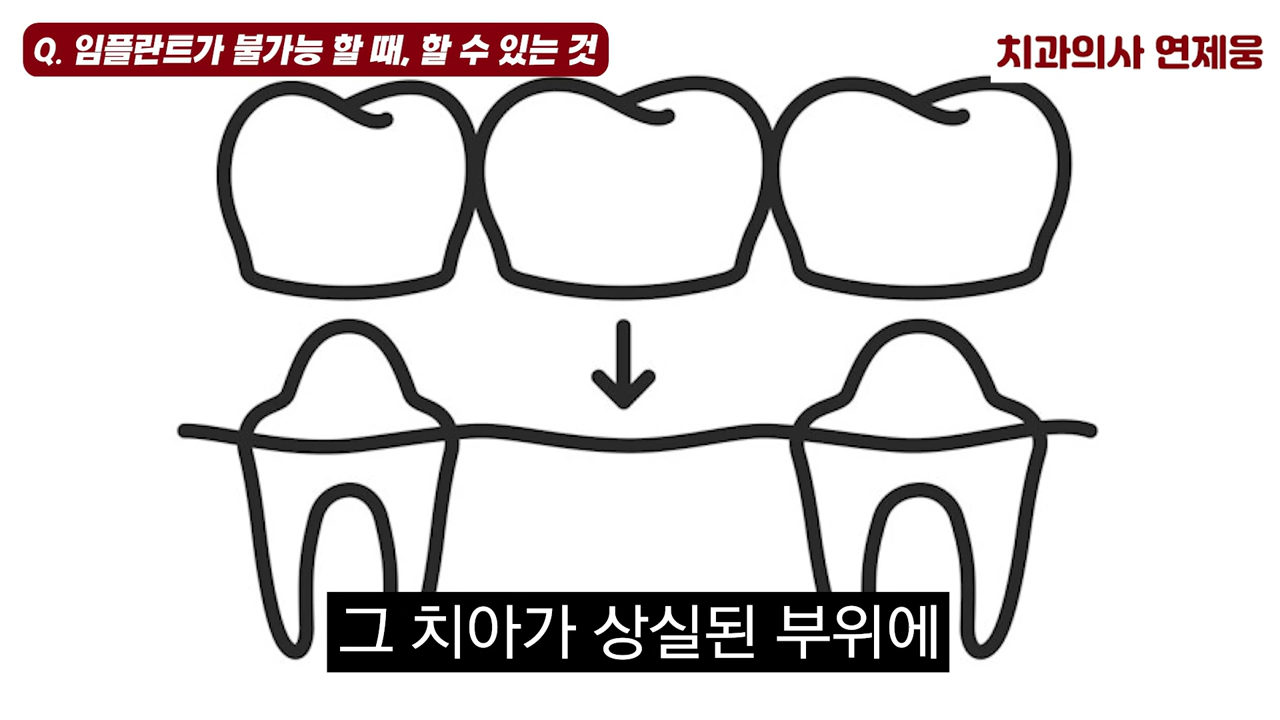 Q. 임플란트가 불가능 할 때, 할 수 있는 것
치과의사 연제웅
그 치아가 상실된 부위에